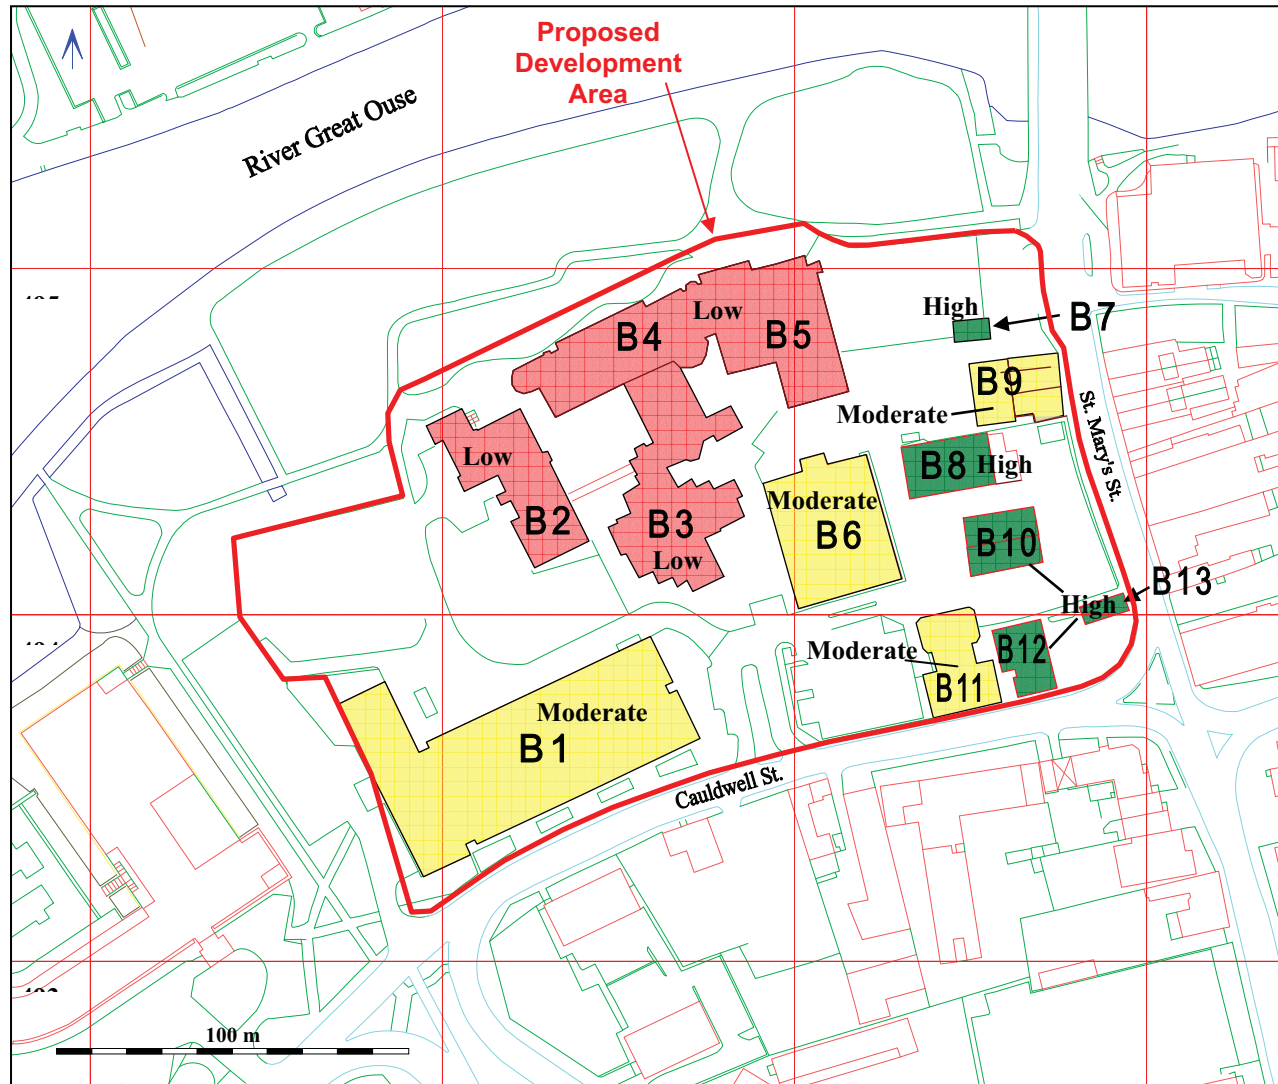 Proposed
Development
Area
River Great Ouse
High
B7
Low
B4
B5
B9
Moderate
St. Mary's St.
Low
B8
High
Moderate
B2
B3
B6
B10
Low
B13
High
Moderate
B12
B11
Moderate
B1
Cauldwell St.
100 m